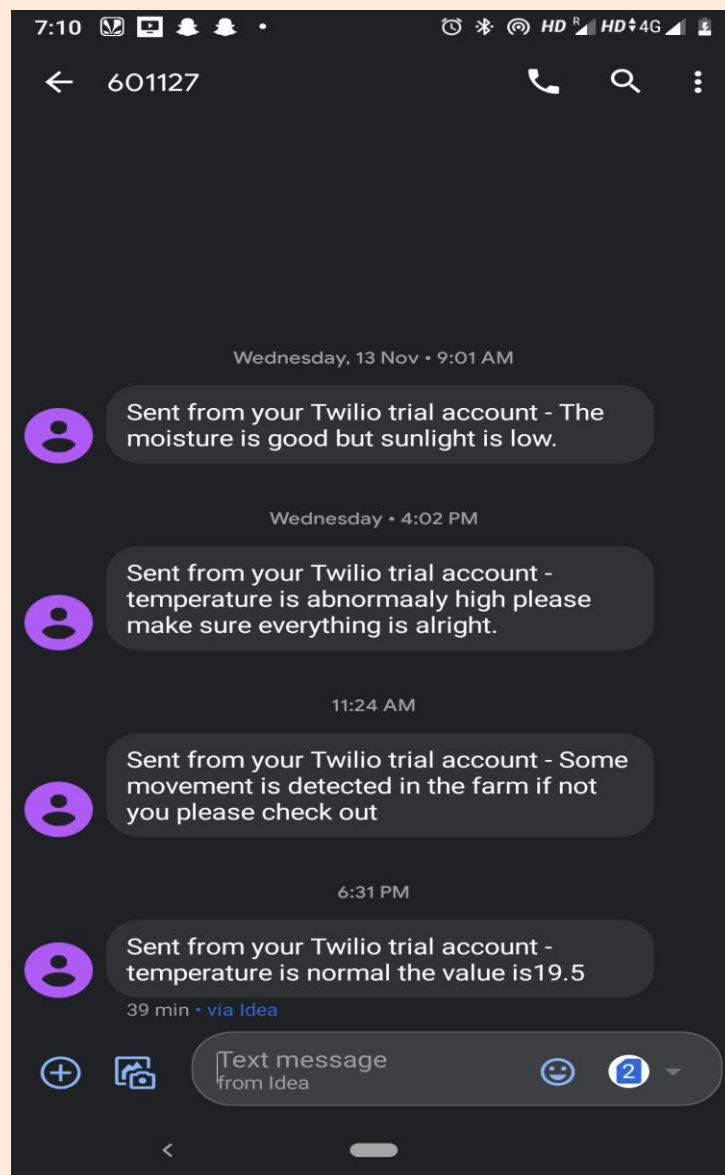 7:10 HD R HD 4G
601127
Wednesday, 13 Nov • 9:01 AM
Sent from your Twilio trial account - The
moisture is good but sunlight is low.
Wednesday • 4:02 PM
Sent from your Twilio trial account -
temperature is abnormaaly high please
make sure everything is alright.
11:24 AM
Sent from your Twilio trial account - Some
movement is detected in the farm if not
you please check out
6:31 PM
Sent from your Twilio trial account -
temperature is normal the value is19.5
39 min • via Idea
Text message
from Idea
2